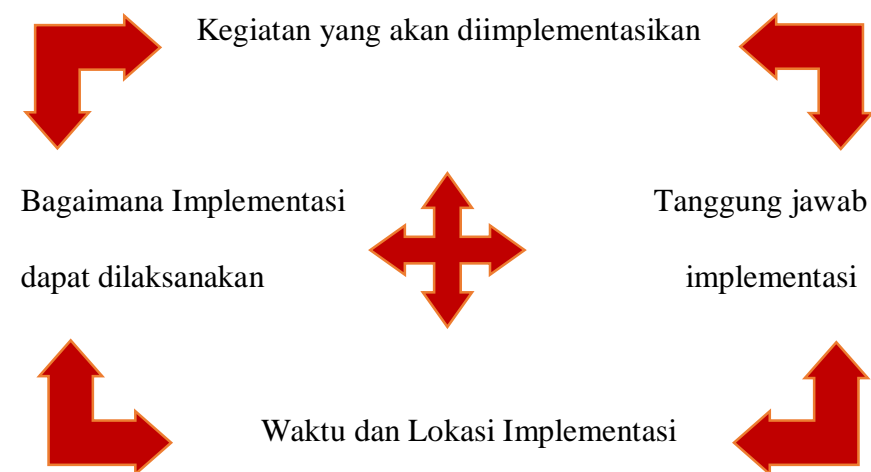 Kegiatan yang akan diimplementasikan
Bagaimana Implementasi
dapat dilaksanakan
Tanggung jawab
implementasi
Waktu dan Lokasi Implementasi